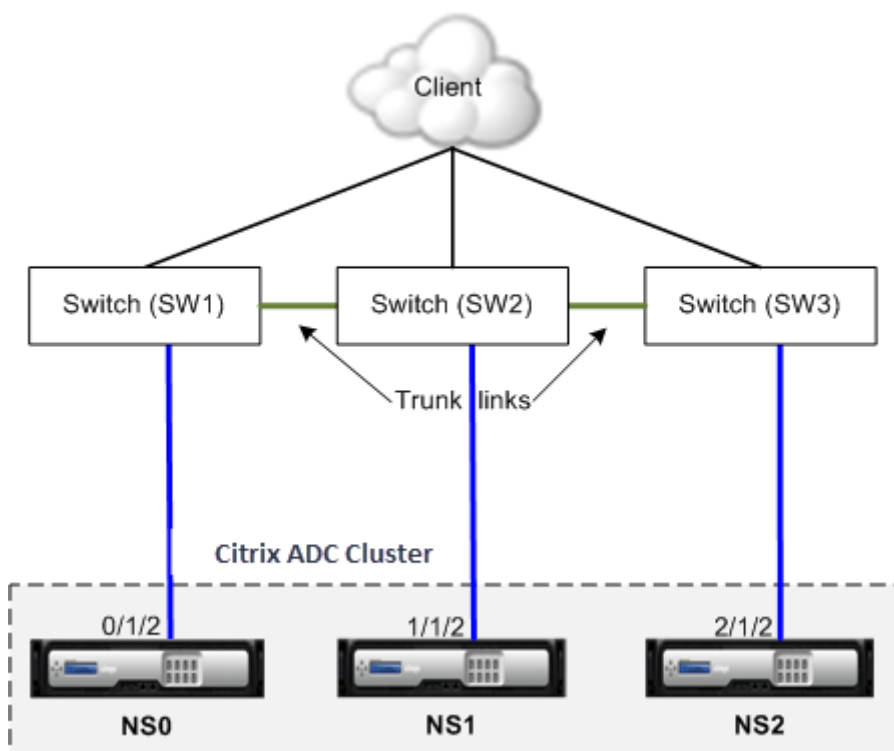 Client
Switch (SW1)
Switch (SW2)
Switch (SW3)
Trunk links
Citrix ADC Cluster
0/1/2
1/1/2
2/1/2
NS0
NS1
NS2